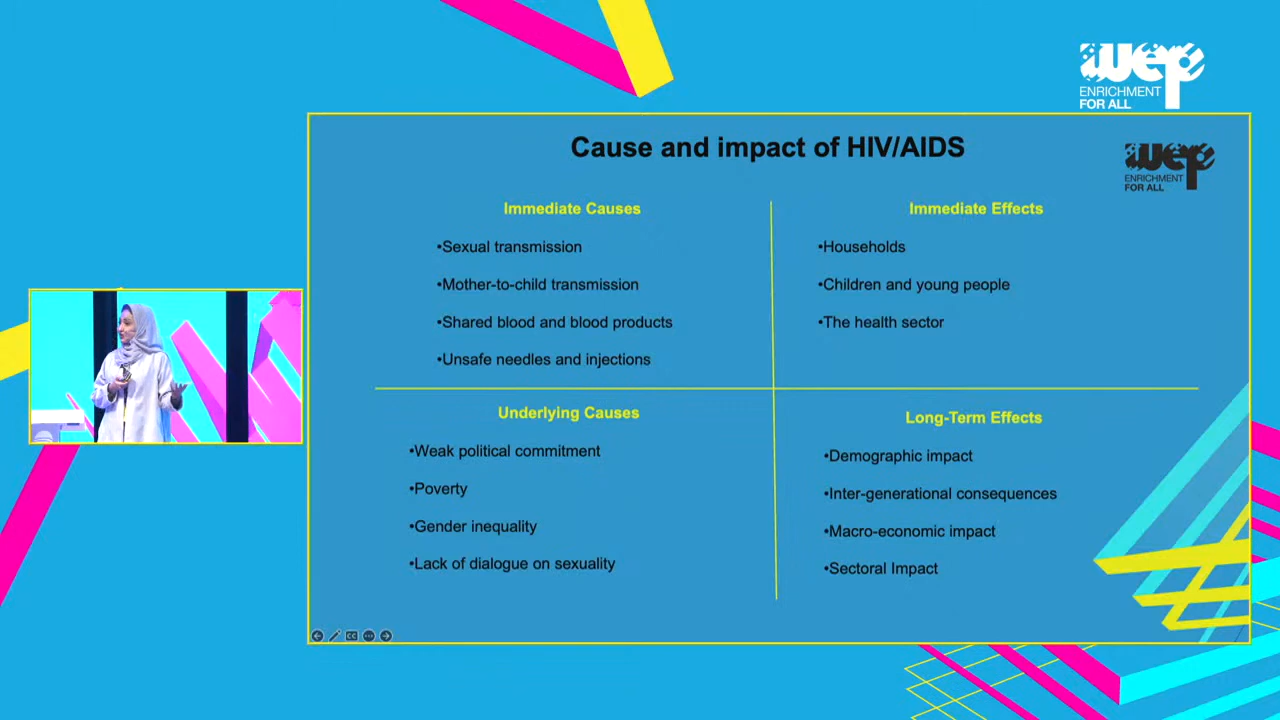 wep
ENRICHMENT
FOR ALL
Cause and impact of HIV/AIDS
wep
ENRICHMENT
FOR ALL
Immediate Causes
•Sexual transmission
•Mother-to-child transmission
•Shared blood and blood products
•Unsafe needles and injections
Immediate Effects
•Households
•Children and young people
•The health sector
Underlying Causes
•Weak political commitment
•Poverty
•Gender inequality
•Lack of dialogue on sexuality
Long-Term Effects
•Demographic impact
•Inter-generational consequences
•Macro-economic impact
•Sectoral Impact
CC